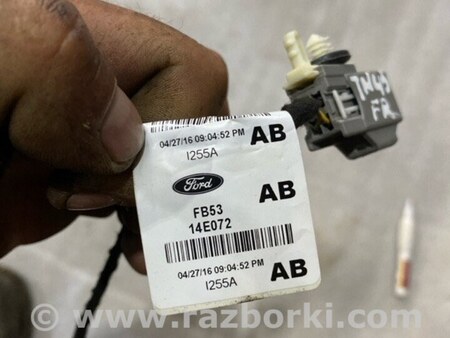 04/27/16 09:04:52 PM AB
I255A
Ford
AB
FB53
14E072
04/27/16 09:04:52 PM AB
I255A
www.razborki.com